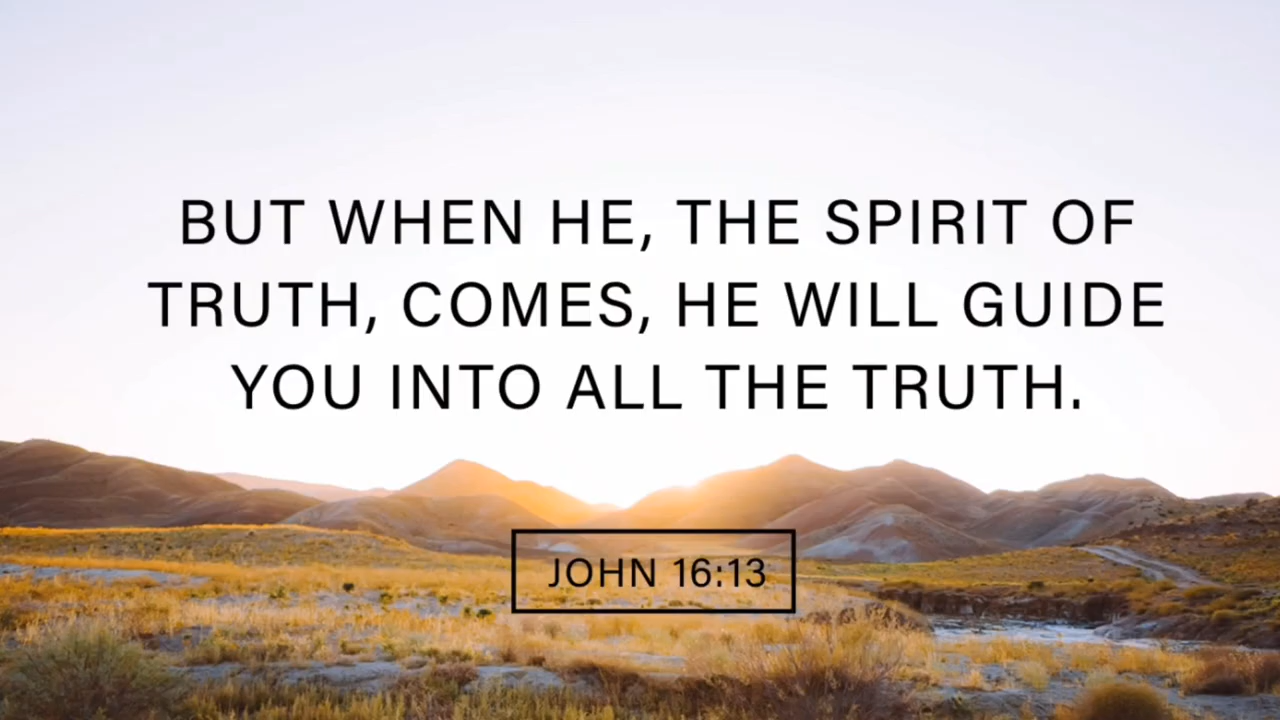 BUT WHEN HE, THE SPIRIT OF
TRUTH, COMES, HE WILL GUIDE
YOU INTO ALL THE TRUTH.
JOHN 16:13